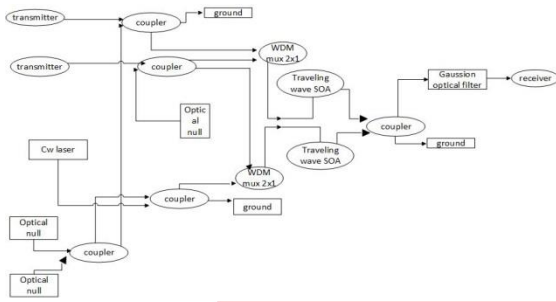 transmitter
coupler
ground
transmitter
coupler
WDM
mux 2x1
Optic
al
null
Traveling
wave SOA
Gaussion
optical filter
receiver
coupler
ground
Traveling
wave SOA
Cw laser
WDM
mux 2x1
coupler
ground
Optical
null
coupler
Optical
null